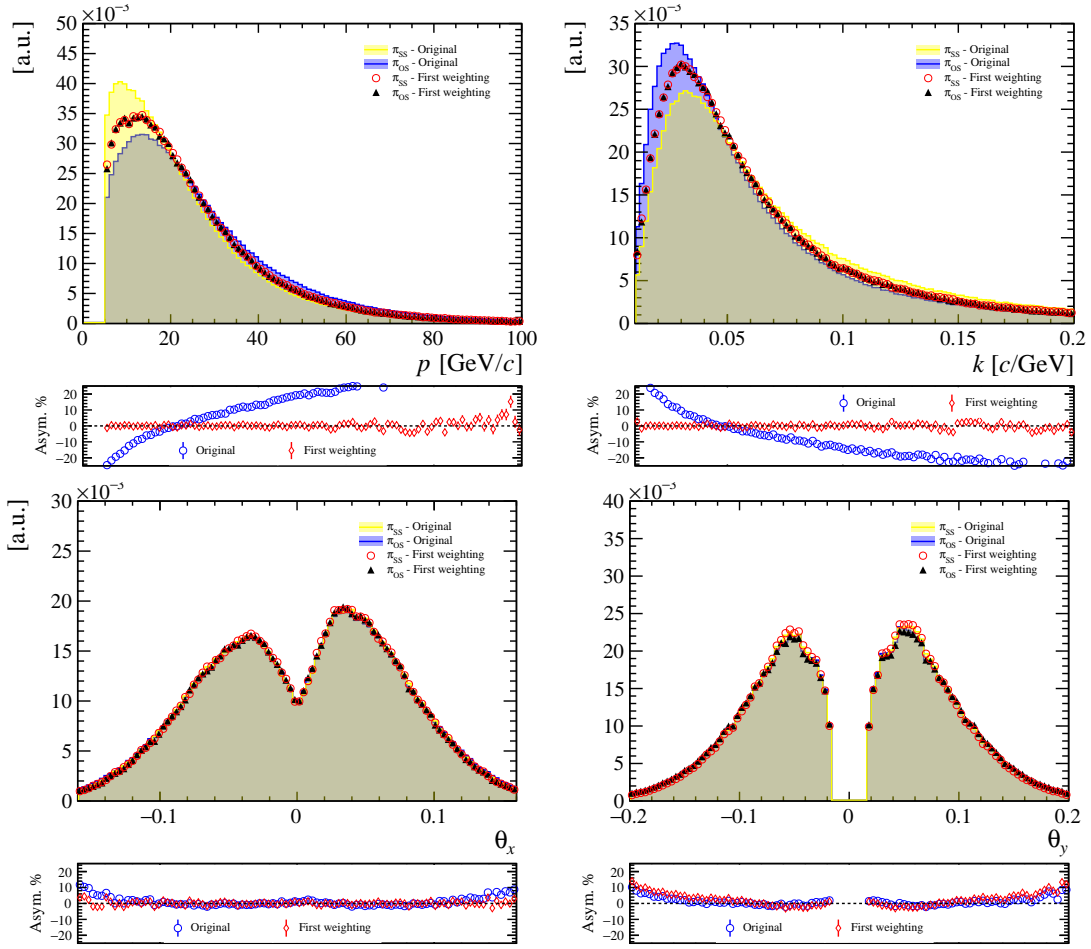 ×10⁻³
[a.u.]
50
45
40
35
30
25
20
15
10
5
0
π_SS - Original
π_OS - Original
π_SS - First weighting
π_OS - First weighting
0 20 40 60 80 100
p [GeV/c]
Asym. %
20
10
0
−10
−20
Original
First weighting
×10⁻³
[a.u.]
35
30
25
20
15
10
5
0
π_SS - Original
π_OS - Original
π_SS - First weighting
π_OS - First weighting
0.05 0.1 0.15 0.2
k [c/GeV]
Asym. %
20
10
0
−10
−20
Original
First weighting
×10⁻³
[a.u.]
30
25
20
15
10
5
0
π_SS - Original
π_OS - Original
π_SS - First weighting
π_OS - First weighting
−0.1 0 0.1
θ_x
Asym. %
20
10
0
−10
−20
Original
First weighting
×10⁻³
40
35
30
25
20
15
10
5
0
π_SS - Original
π_OS - Original
π_SS - First weighting
π_OS - First weighting
−0.2 −0.1 0 0.1 0.2
θ_y
Asym. %
20
10
0
−10
−20
Original
First weighting